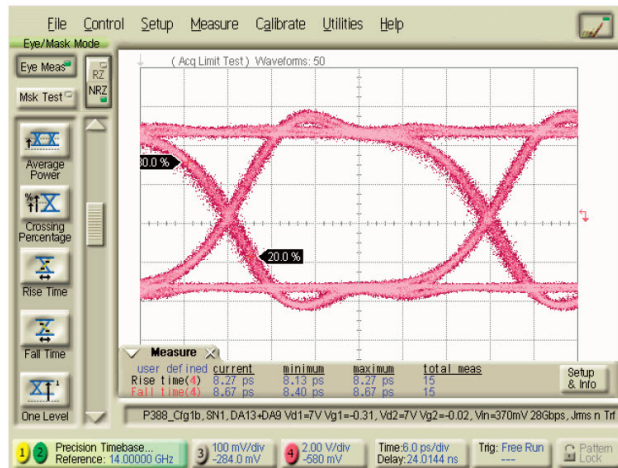 File Control Setup Measure Calibrate Utilities Help
Eye/Mask Mode
Eye Meas
RZ
NRZ
Msk Test
( Acq Limit Test ) Waveforms: 50
Average
Power
Crossing
Percentage
Rise Time
Fall Time
One Level
80.0 %
20.0 %
Measure
user defined current minimum maximum total meas
Rise time(4) 8.27 ps 8.13 ps 8.27 ps 15
Fall time(4) 8.67 ps 8.40 ps 8.67 ps 15
Setup
& Info
P388_Cfg1b, SN1, DA13+DA9 Vd1=7V Vg1=-0.31, Vd2=7V Vg2=-0.02, Vin=370mV 28Gbps, Jrms n Trf
1 2 Precision Timebase...
Reference: 14.00000 GHz
3 100 mV/div
-284.0 mV
4 2.00 V/div
-580 mV
Time:6.0 ps/div
Delay:24.0144 ns
Trig: Free Run
---
Pattern
Lock